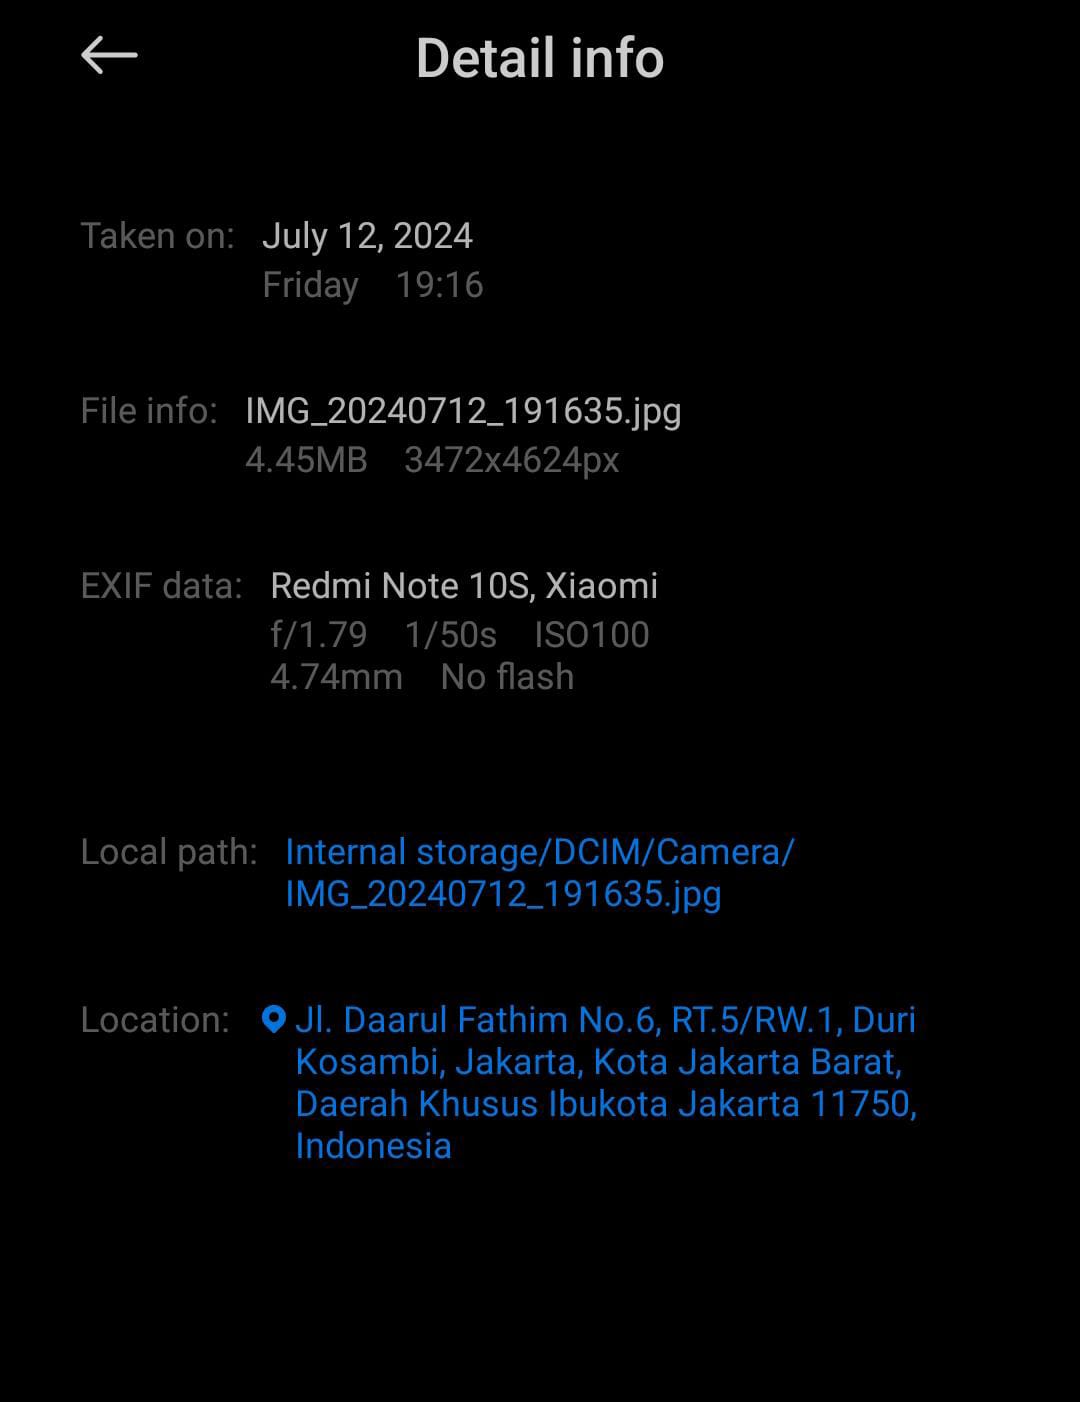 Detail info
Taken on: July 12, 2024
Friday 19:16
File info: IMG_20240712_191635.jpg
4.45MB 3472x4624px
EXIF data: Redmi Note 10S, Xiaomi
f/1.79 1/50s ISO100
4.74mm No flash
Local path: Internal storage/DCIM/Camera/
IMG_20240712_191635.jpg
Location: Jl. Daarul Fathim No.6, RT.5/RW.1, Duri
Kosambi, Jakarta, Kota Jakarta Barat,
Daerah Khusus Ibukota Jakarta 11750,
Indonesia